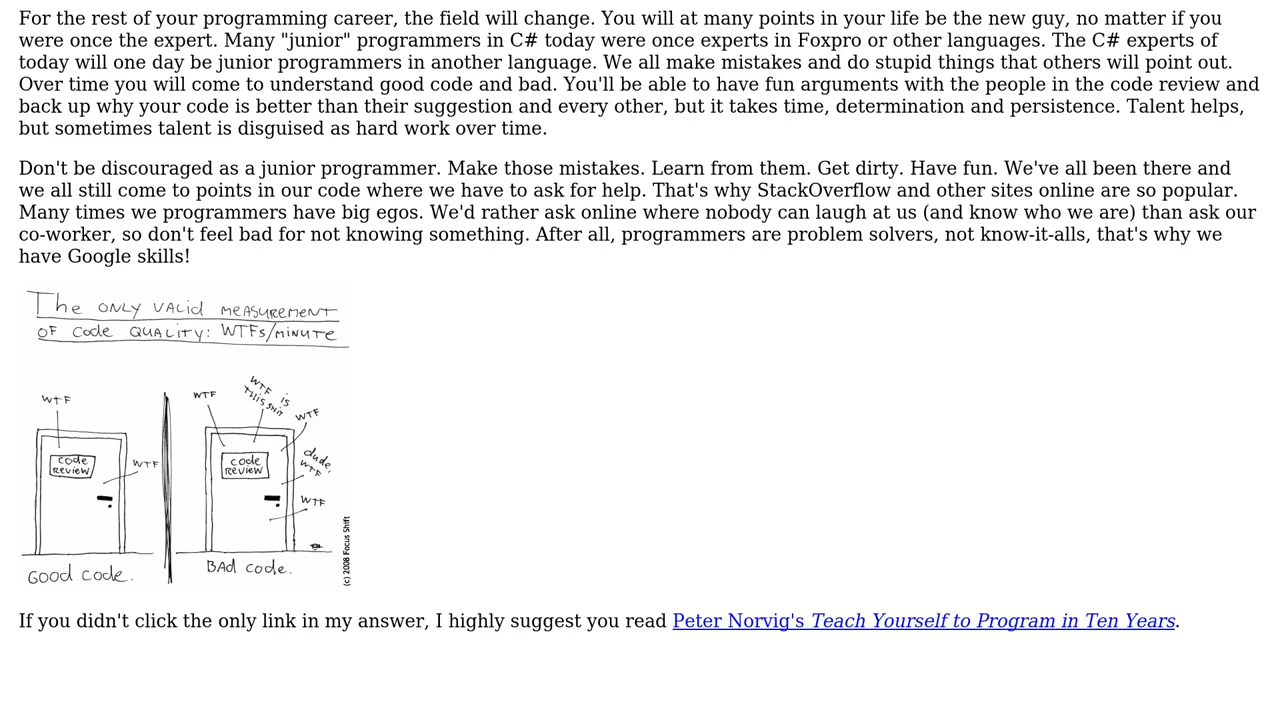 For the rest of your programming career, the field will change. You will at many points in your life be the new guy, no matter if you
were once the expert. Many "junior" programmers in C# today were once experts in Foxpro or other languages. The C# experts of
today will one day be junior programmers in another language. We all make mistakes and do stupid things that others will point out.
Over time you will come to understand good code and bad. You'll be able to have fun arguments with the people in the code review and
back up why your code is better than their suggestion and every other, but it takes time, determination and persistence. Talent helps,
but sometimes talent is disguised as hard work over time.
Don't be discouraged as a junior programmer. Make those mistakes. Learn from them. Get dirty. Have fun. We've all been there and
we all still come to points in our code where we have to ask for help. That's why StackOverflow and other sites online are so popular.
Many times we programmers have big egos. We'd rather ask online where nobody can laugh at us (and know who we are) than ask our
co-worker, so don't feel bad for not knowing something. After all, programmers are problem solvers, not know-it-alls, that's why we
have Google skills!
The ONLY VALid MEASUREMENT
OF Code QUALITY: WTFs/MINUTE
WTF
code
REVIEW
WTF
Good code.
WTF
WTF is
THIS SHIT
WTF
code
REVIEW
dude,
WTF
WTF
BAd code.
(c) 2008 Focus Shift
If you didn't click the only link in my answer, I highly suggest you read Peter Norvig's Teach Yourself to Program in Ten Years.